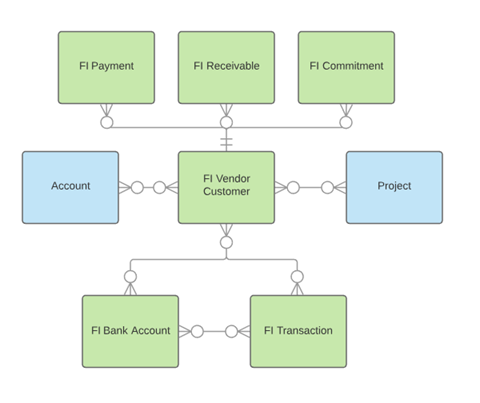 FI Payment
FI Receivable
FI Commitment
Account
FI Vendor
Customer
Project
FI Bank Account
FI Transaction